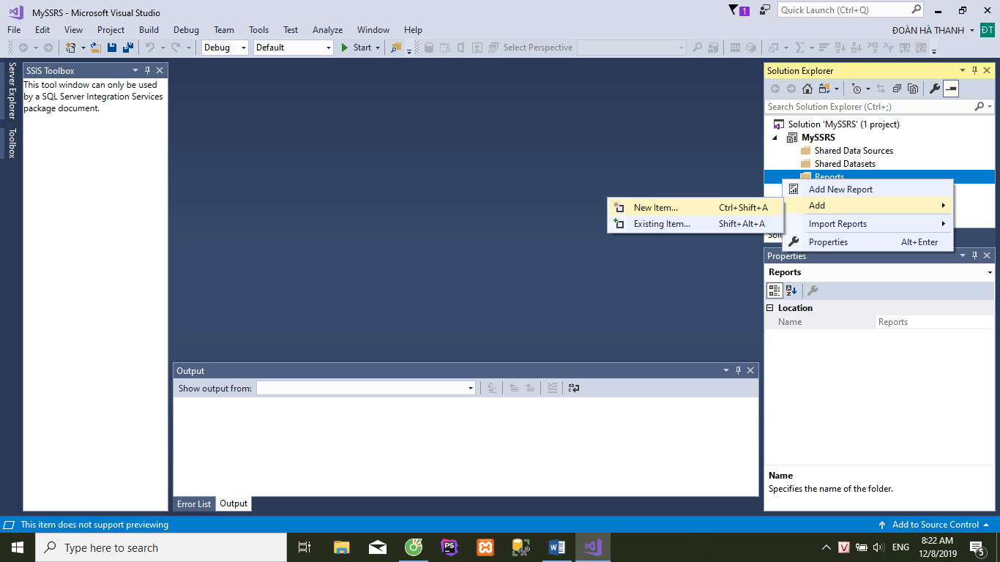 MySSRS - Microsoft Visual Studio
1
Quick Launch (Ctrl+Q)
File Edit View Project Build Debug Team Tools Test Analyze Window Help
ĐOÀN HÀ THANH
ĐT
Debug
Default
Start
Select Perspective
Server Explorer
Toolbox
SSIS Toolbox
This tool window can only be used
by a SQL Server Integration Services
package document.
Solution Explorer
Search Solution Explorer (Ctrl+;)
Solution 'MySSRS' (1 project)
MySSRS
Shared Data Sources
Shared Datasets
Reports
Add New Report
Add
Import Reports
Properties Alt+Enter
New Item... Ctrl+Shift+A
Existing Item... Shift+Alt+A
Properties
Reports
Location
Name Reports
Name
Specifies the name of the folder.
Output
Show output from:
Error List Output
This item does not support previewing
Add to Source Control
Type here to search
PS
ENG
8:22 AM
12/8/2019
5